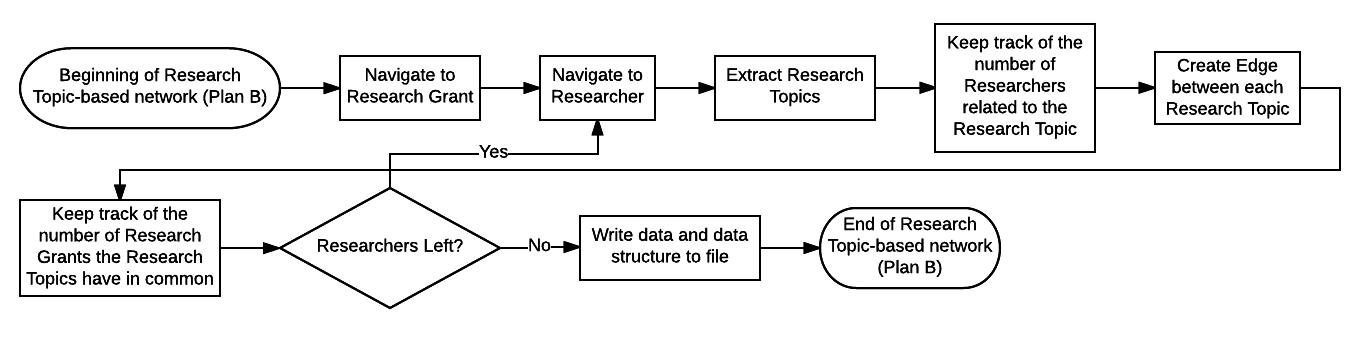 Beginning of Research
Topic-based network (Plan B)
Navigate to
Research Grant
Navigate to
Researcher
Extract Research
Topics
Keep track of the
number of
Researchers
related to the
Research Topic
Create Edge
between each
Research Topic
Yes
Keep track of the
number of Research
Grants the Research
Topics have in common
Researchers Left?
No
Write data and data
structure to file
End of Research
Topic-based network
(Plan B)